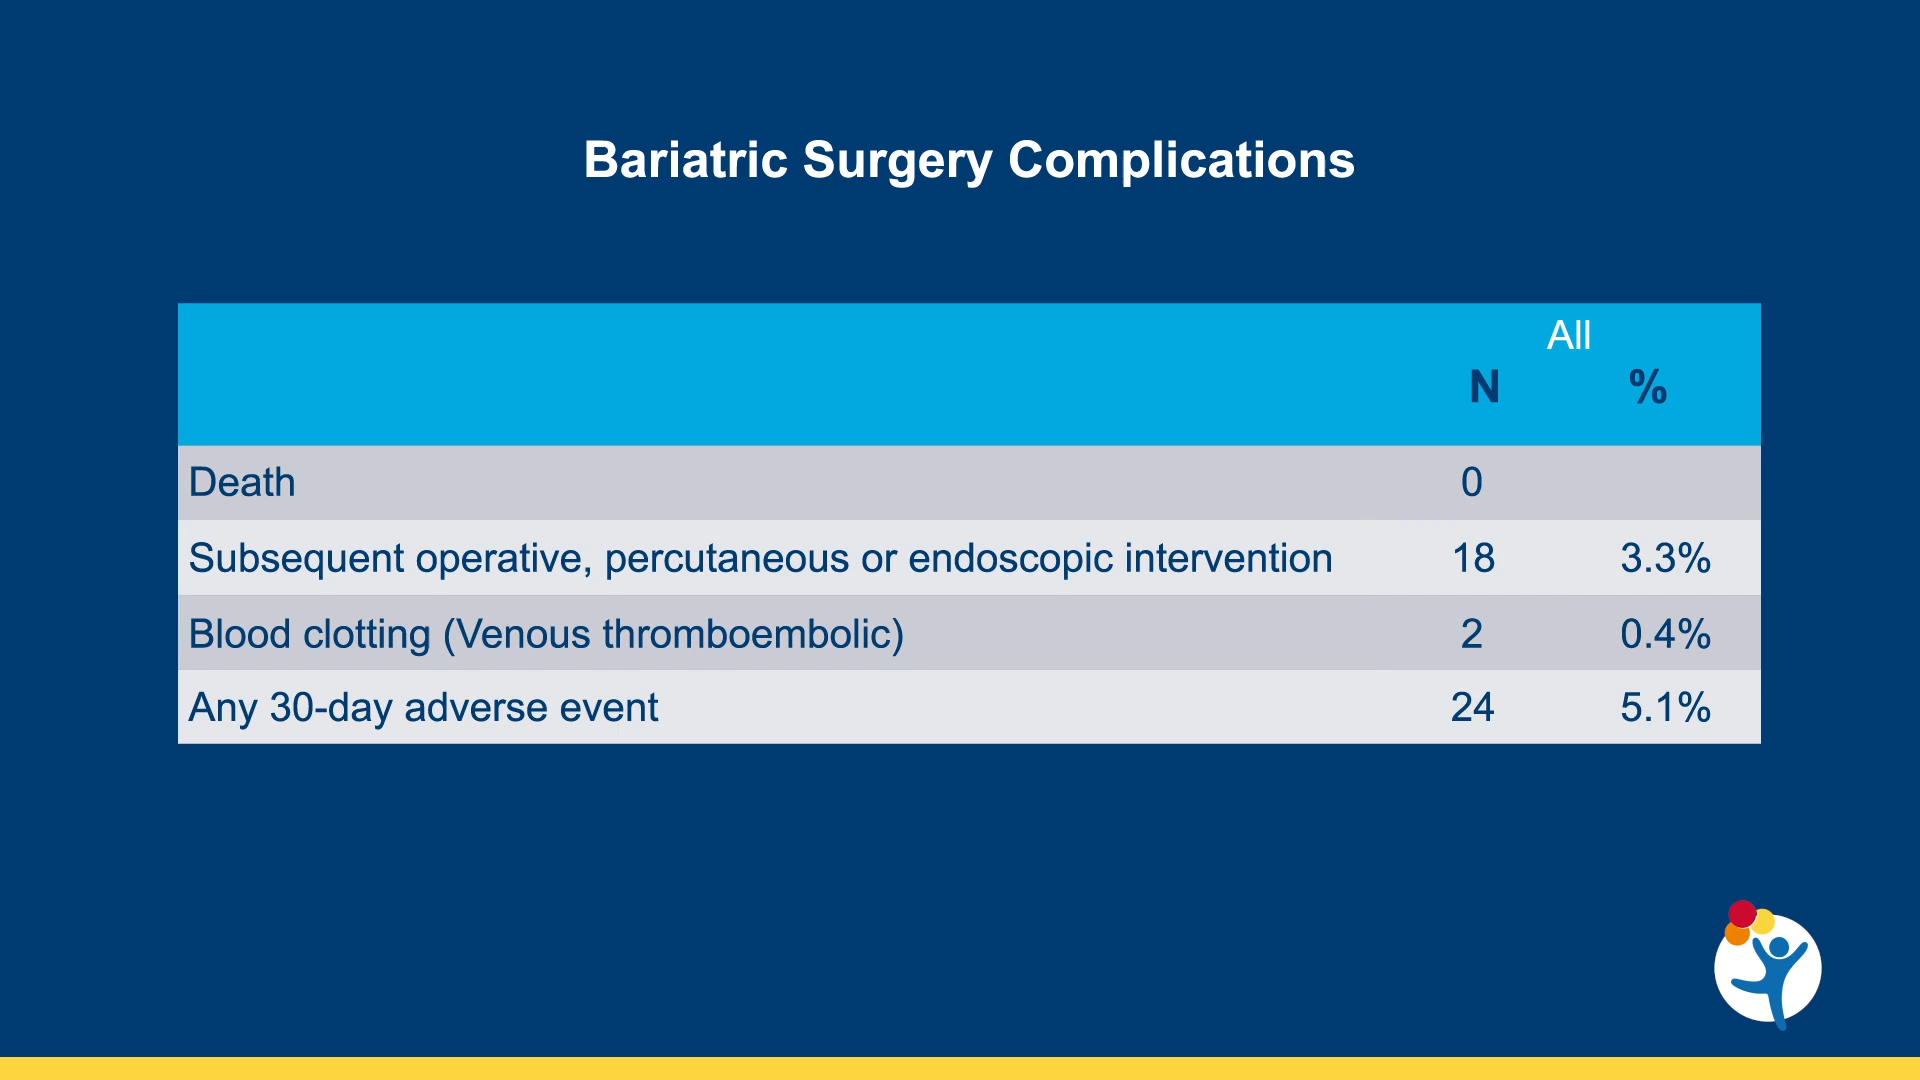 Bariatric Surgery Complications
All
N %
Death 0
Subsequent operative, percutaneous or endoscopic intervention 18 3.3%
Blood clotting (Venous thromboembolic) 2 0.4%
Any 30-day adverse event 24 5.1%